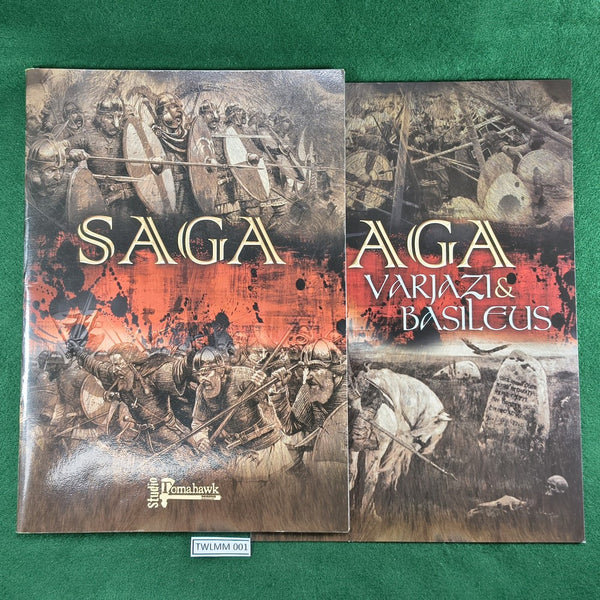 SAGA
Studio
Tomahawk
AGA
VARJAZI &
BASILEUS
TWLMM 001